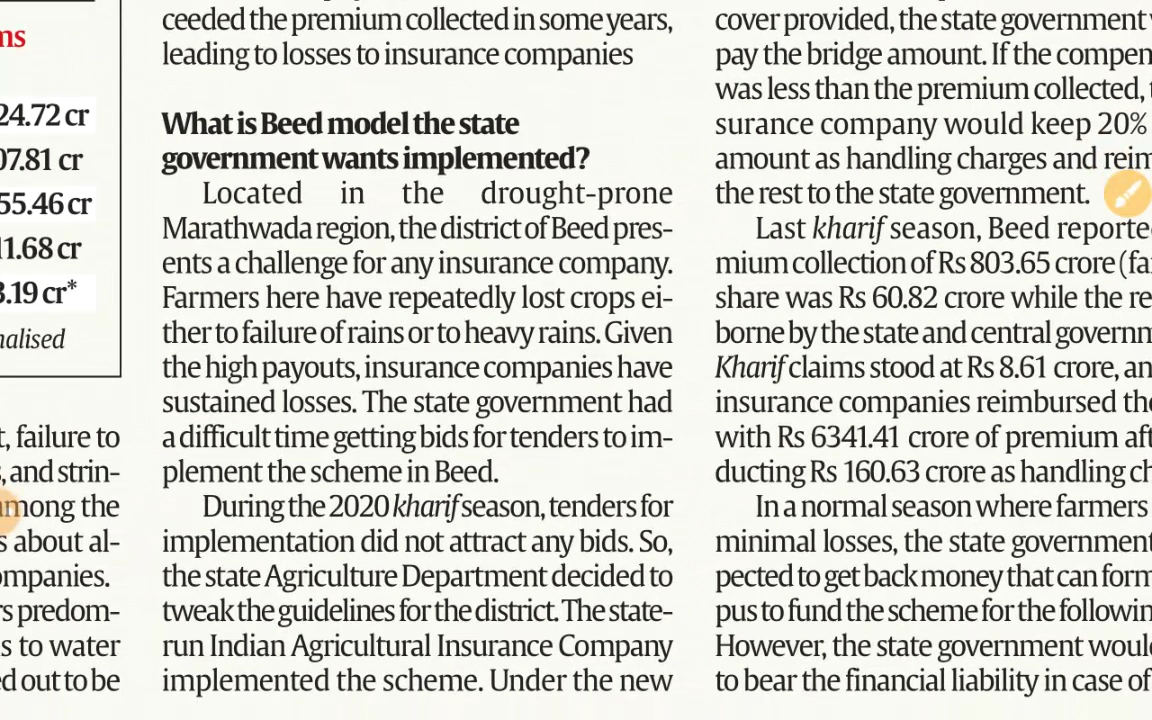 ms
24.72 cr
07.81 cr
55.46 cr
11.68 cr
3.19 cr*
nalised
t, failure to
s, and strin-
among the
s about al-
ompanies.
rs predom-
s to water
ed out to be
ceeded the premium collected in some years,
leading to losses to insurance companies
What is Beed model the state
government wants implemented?
Located in the drought-prone
Marathwada region, the district of Beed pres-
ents a challenge for any insurance company.
Farmers here have repeatedly lost crops ei-
ther to failure of rains or to heavy rains. Given
the high payouts, insurance companies have
sustained losses. The state government had
a difficult time getting bids for tenders to im-
plement the scheme in Beed.
During the 2020 kharif season, tenders for
implementation did not attract any bids. So,
the state Agriculture Department decided to
tweak the guidelines for the district. The state-
run Indian Agricultural Insurance Company
implemented the scheme. Under the new
cover provided, the state government
pay the bridge amount. If the compen
was less than the premium collected, t
surance company would keep 20%
amount as handling charges and reim
the rest to the state government.
Last kharif season, Beed reporte
mium collection of Rs 803.65 crore (fa
share was Rs 60.82 crore while the re
borne by the state and central governm
Kharif claims stood at Rs 8.61 crore, an
insurance companies reimbursed the
with Rs 6341.41 crore of premium aft
ducting Rs 160.63 crore as handling ch
In a normal season where farmers
minimal losses, the state government
pected to get back money that can form
pus to fund the scheme for the followin
However, the state government woul
to bear the financial liability in case of